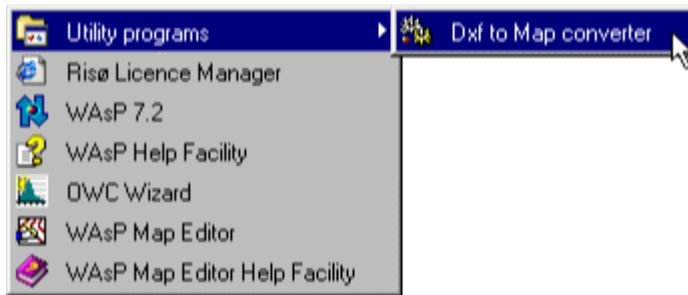 Utility programs
Dxf to Map converter
Risø Licence Manager
WAsP 7.2
WAsP Help Facility
OWC Wizard
WAsP Map Editor
WAsP Map Editor Help Facility